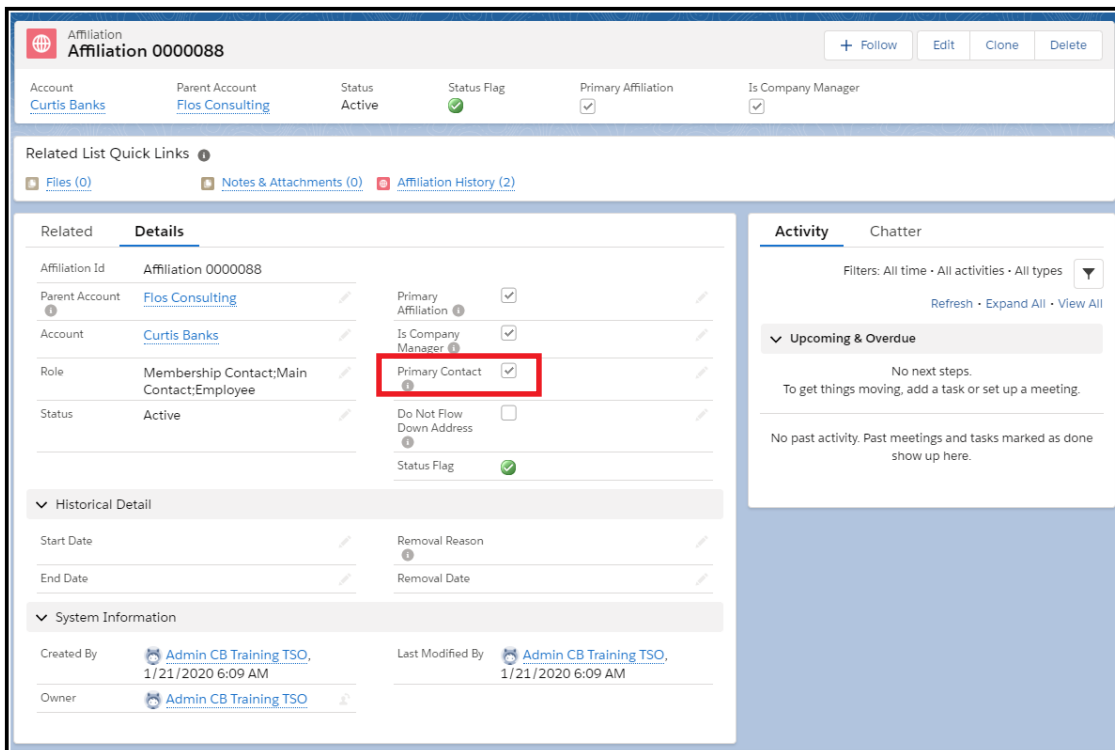 Affiliation
Affiliation 0000088
+ Follow Edit Clone Delete
Account Parent Account Status Status Flag Primary Affiliation Is Company Manager
Curtis Banks Flos Consulting Active
Related List Quick Links
Files (0) Notes & Attachments (0) Affiliation History (2)
Related Details
Affiliation Id Affiliation 0000088
Parent Account Flos Consulting Primary
Affiliation
Account Curtis Banks Is Company
Manager
Role Membership Contact;Main
Contact;Employee
Primary Contact
Status Active Do Not Flow
Down Address
Status Flag
Historical Detail
Start Date Removal Reason
End Date Removal Date
System Information
Created By Admin CB Training TSO,
1/21/2020 6:09 AM
Last Modified By Admin CB Training TSO,
1/21/2020 6:09 AM
Owner Admin CB Training TSO
Activity Chatter
Filters: All time • All activities • All types
Refresh • Expand All • View All
Upcoming & Overdue
No next steps.
To get things moving, add a task or set up a meeting.
No past activity. Past meetings and tasks marked as done
show up here.